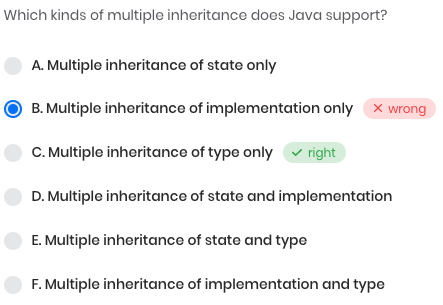 Which kinds of multiple inheritance does Java support?
A. Multiple inheritance of state only
B. Multiple inheritance of implementation only × wrong
C. Multiple inheritance of type only ✓ right
D. Multiple inheritance of state and implementation
E. Multiple inheritance of state and type
F. Multiple inheritance of implementation and type